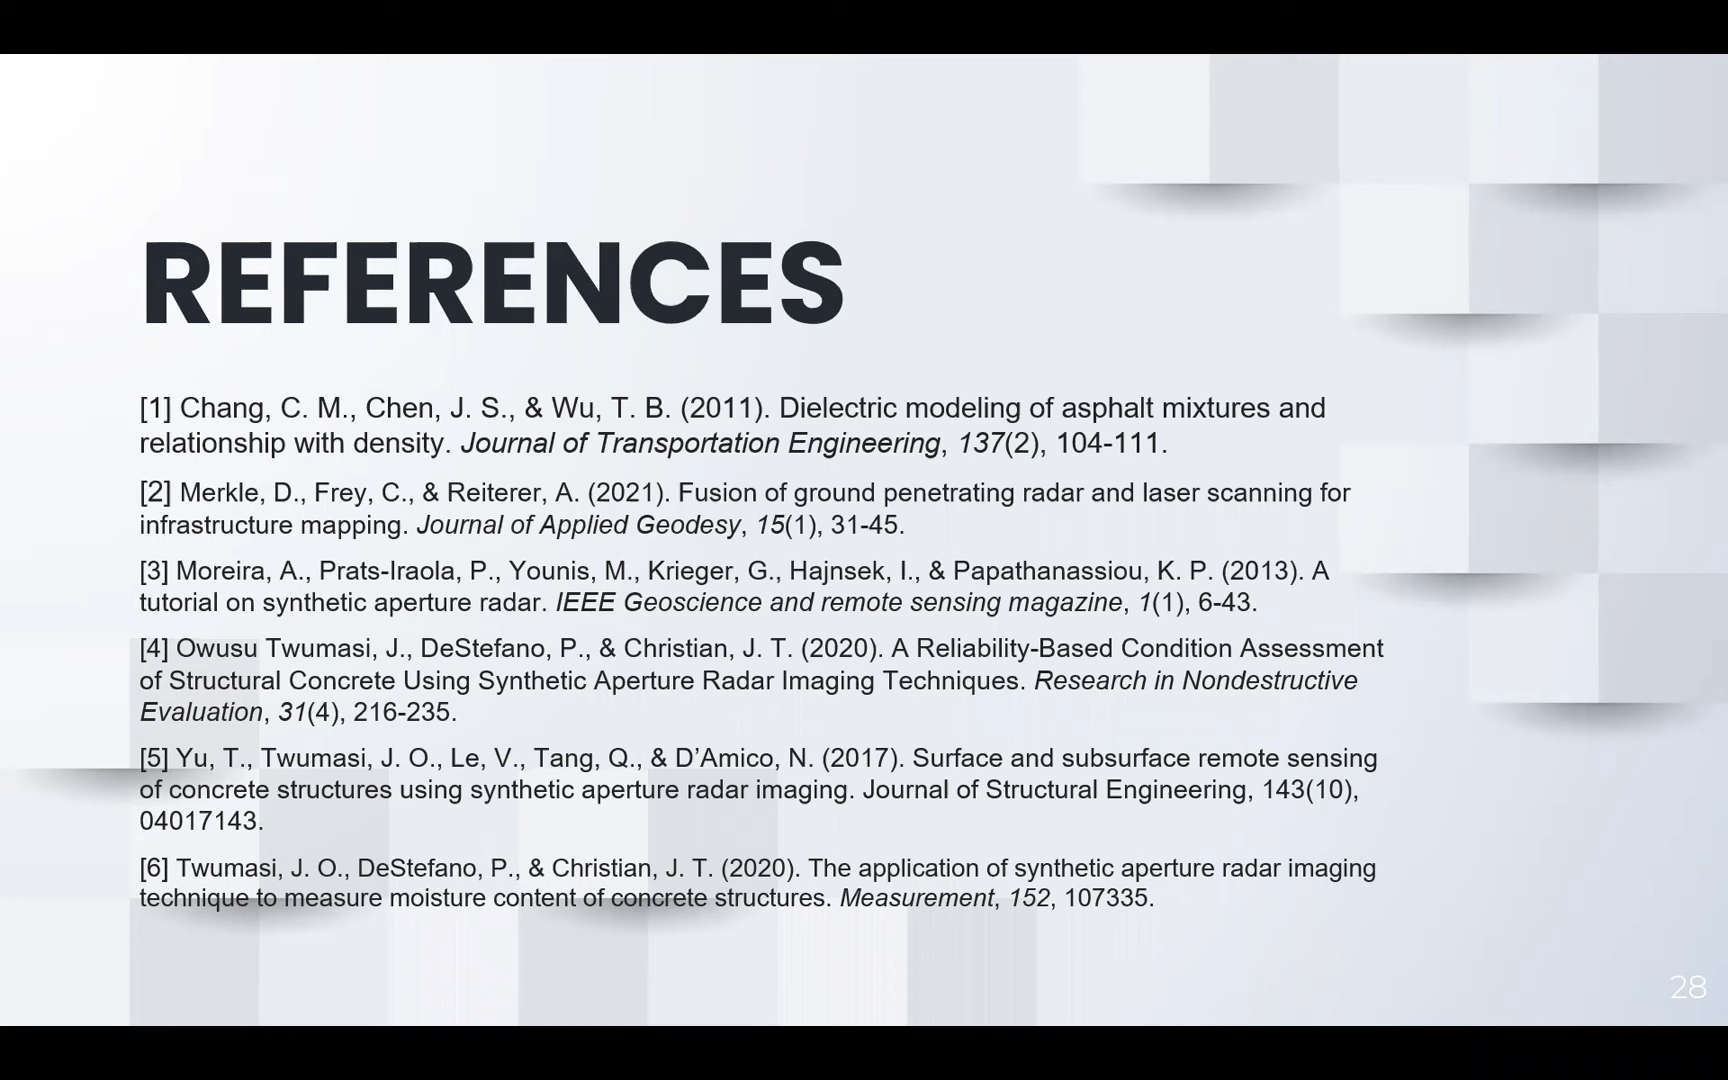 REFERENCES
[1] Chang, C. M., Chen, J. S., & Wu, T. B. (2011). Dielectric modeling of asphalt mixtures and
relationship with density. Journal of Transportation Engineering, 137(2), 104-111.
[2] Merkle, D., Frey, C., & Reiterer, A. (2021). Fusion of ground penetrating radar and laser scanning for
infrastructure mapping. Journal of Applied Geodesy, 15(1), 31-45.
[3] Moreira, A., Prats-Iraola, P., Younis, M., Krieger, G., Hajnsek, I., & Papathanassiou, K. P. (2013). A
tutorial on synthetic aperture radar. IEEE Geoscience and remote sensing magazine, 1(1), 6-43.
[4] Owusu Twumasi, J., DeStefano, P., & Christian, J. T. (2020). A Reliability-Based Condition Assessment
of Structural Concrete Using Synthetic Aperture Radar Imaging Techniques. Research in Nondestructive
Evaluation, 31(4), 216-235.
[5] Yu, T., Twumasi, J. O., Le, V., Tang, Q., & D’Amico, N. (2017). Surface and subsurface remote sensing
of concrete structures using synthetic aperture radar imaging. Journal of Structural Engineering, 143(10),
04017143.
[6] Twumasi, J. O., DeStefano, P., & Christian, J. T. (2020). The application of synthetic aperture radar imaging
technique to measure moisture content of concrete structures. Measurement, 152, 107335.
28